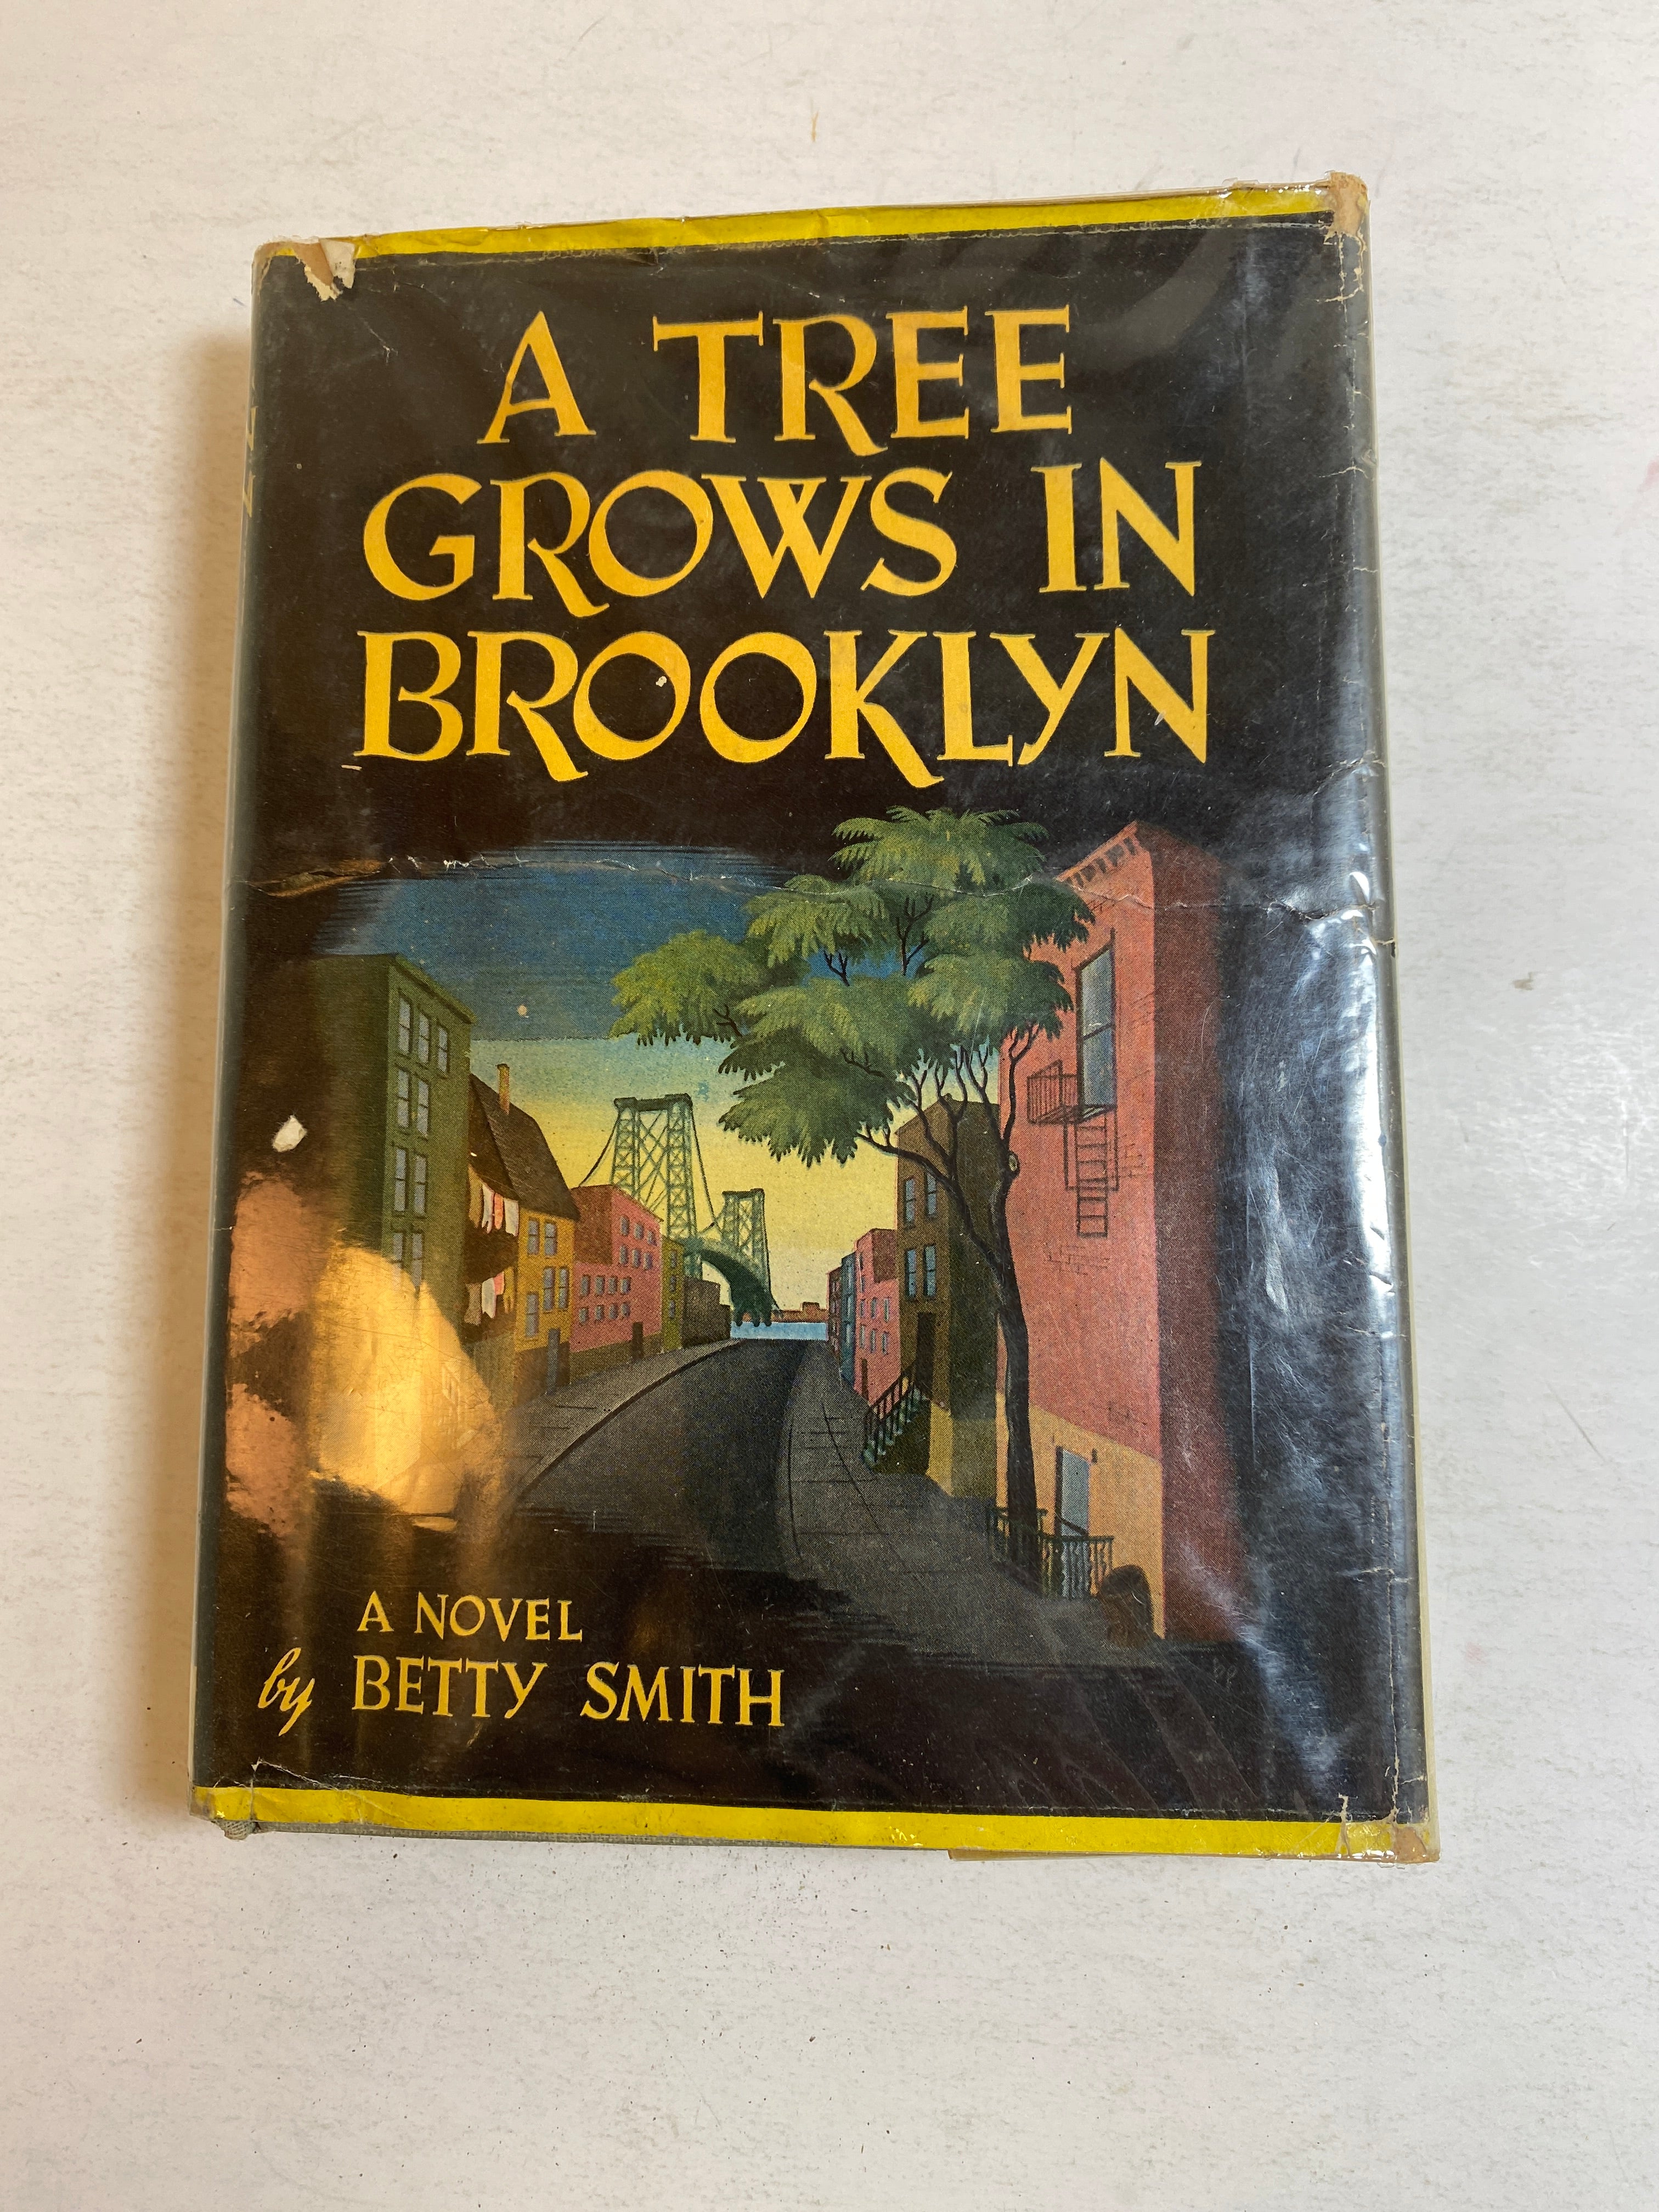 A TREE
GROWS IN
BROOKLYN
A NOVEL
by BETTY SMITH